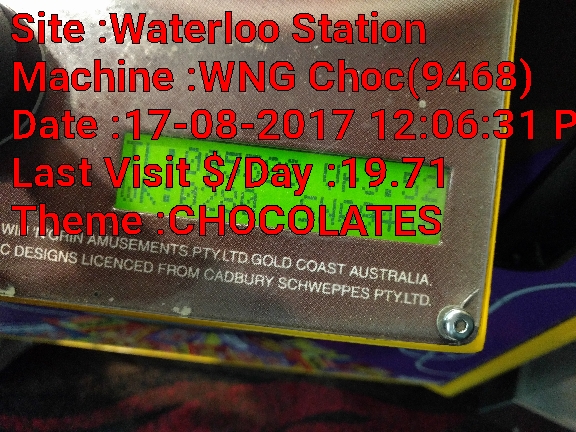 Site :Waterloo Station
Machine :WNG Choc(9468)
Date :17-08-2017 12:06:31 P
Last Visit $/Day :19.71
Theme :CHOCOLATES
AMUSEMENTS.PTY.LTD.GOLD COAST AUSTRALIA.
C DESIGNS LICENCED FROM CADBURY SCHWEPPES PTY.LTD.